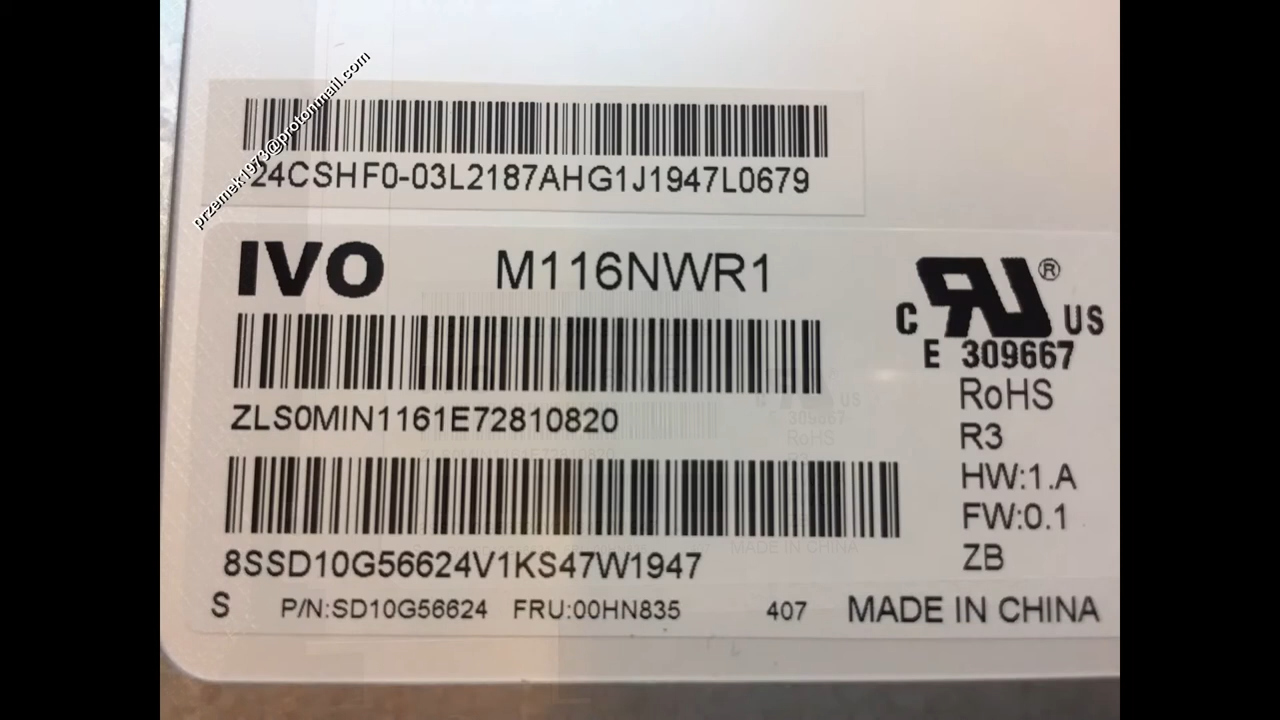 przemek1973@protonmail.com
24CSHF0-03L2187AHG1J1947L0679
IVO M116NWR1
ZLS0MIN1161E72810820
8SSD10G56624V1KS47W1947
S P/N:SD10G56624 FRU:00HN835 407 MADE IN CHINA
C US ®
E 309667
RoHS
R3
HW:1.A
FW:0.1
ZB